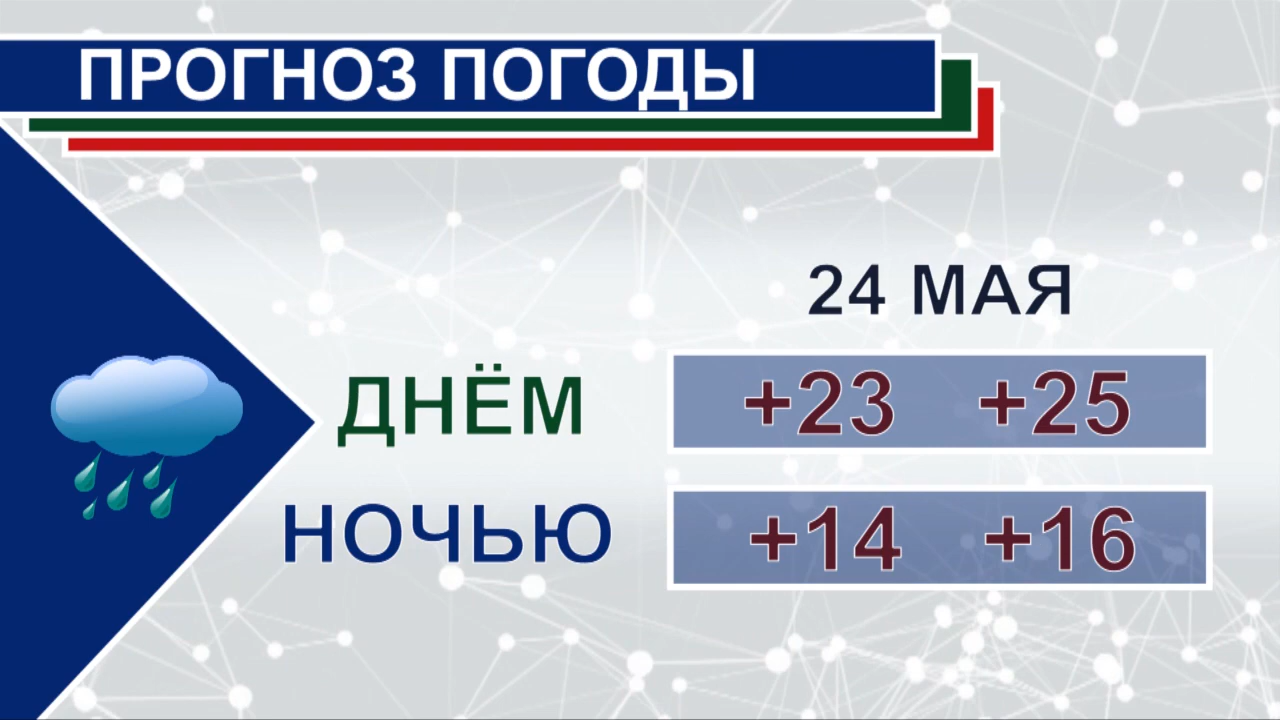 ПРОГНОЗ ПОГОДЫ
24 МАЯ
ДНЁМ +23 +25
НОЧЬЮ +14 +16